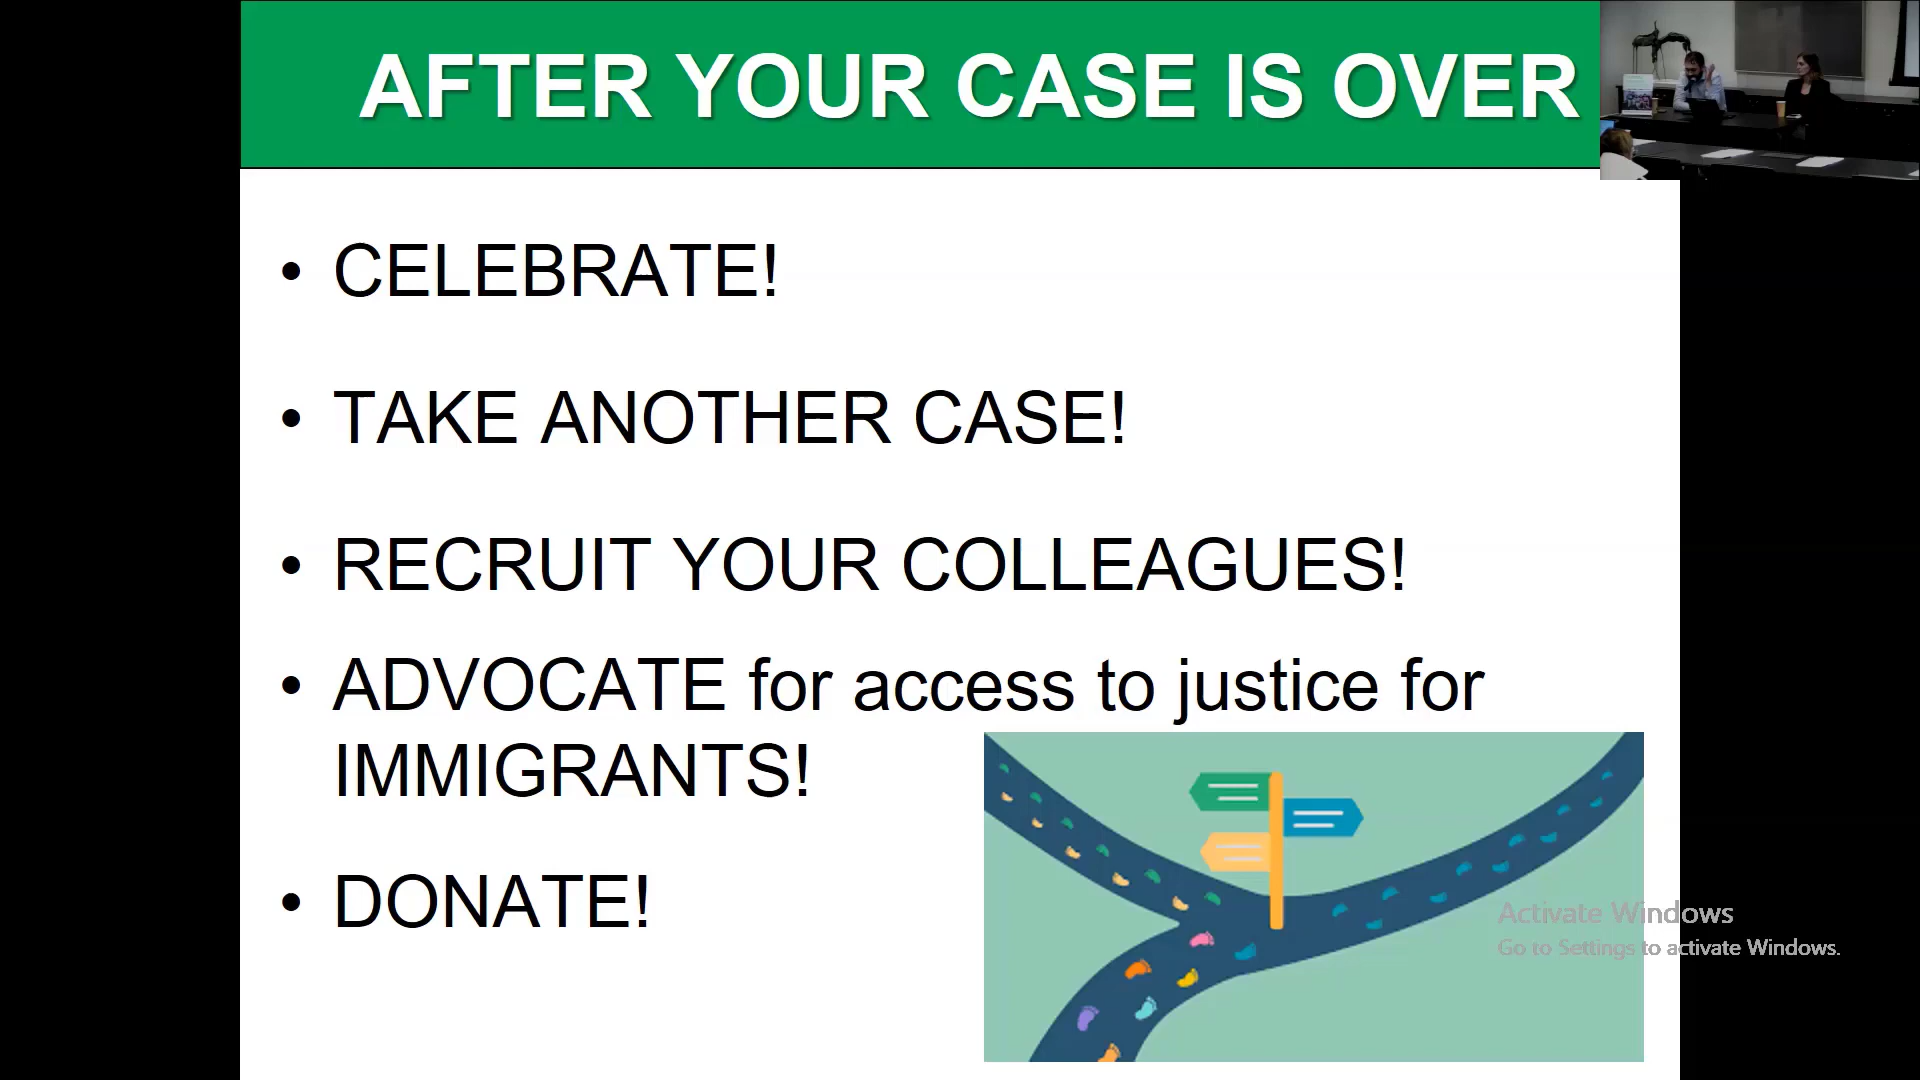 AFTER YOUR CASE IS OVER
• CELEBRATE!
• TAKE ANOTHER CASE!
• RECRUIT YOUR COLLEAGUES!
• ADVOCATE for access to justice for
IMMIGRANTS!
• DONATE!
Activate Windows
Go to Settings to activate Windows.